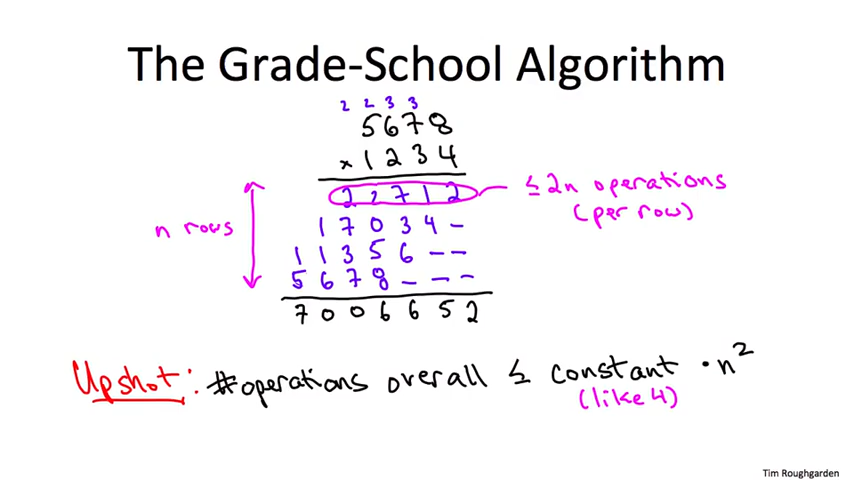 The Grade-School Algorithm
2 2 3 3
5678
x 1234
22712
≤ 2n operations
(per row)
n rows
17034-
11356--
5678---
7006652
Upshot: #operations overall ≤ constant · n²
(like 4)
Tim Roughgarden